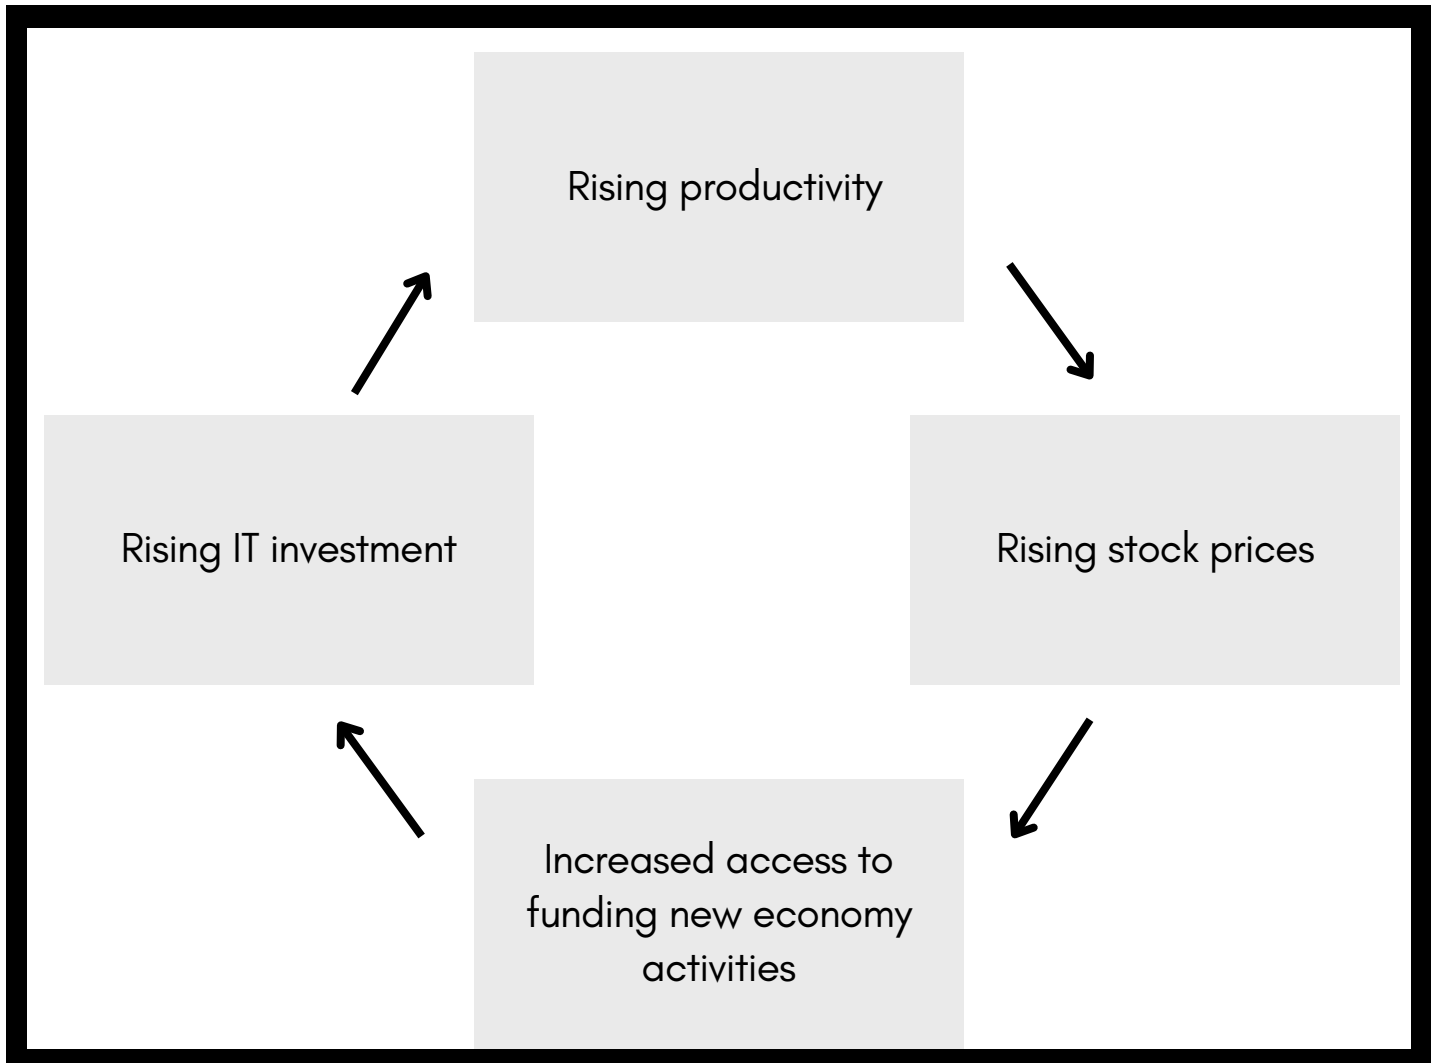 Rising productivity
Rising IT investment
Rising stock prices
Increased access to
funding new economy
activities